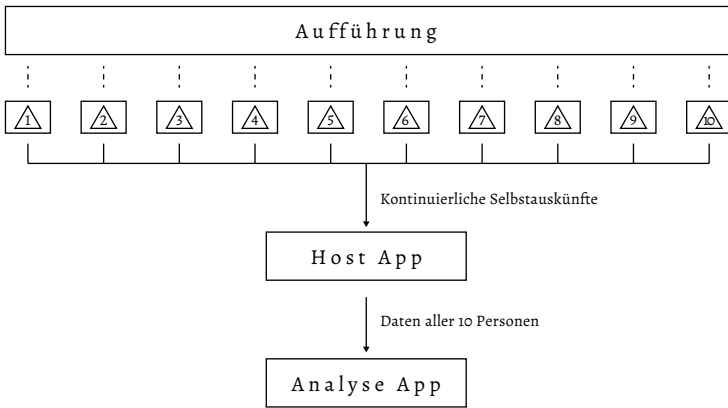 Aufführung
1 2 3 4 5 6 7 8 9 10
Kontinuierliche Selbstauskünfte
Host App
Daten aller 10 Personen
Analyse App